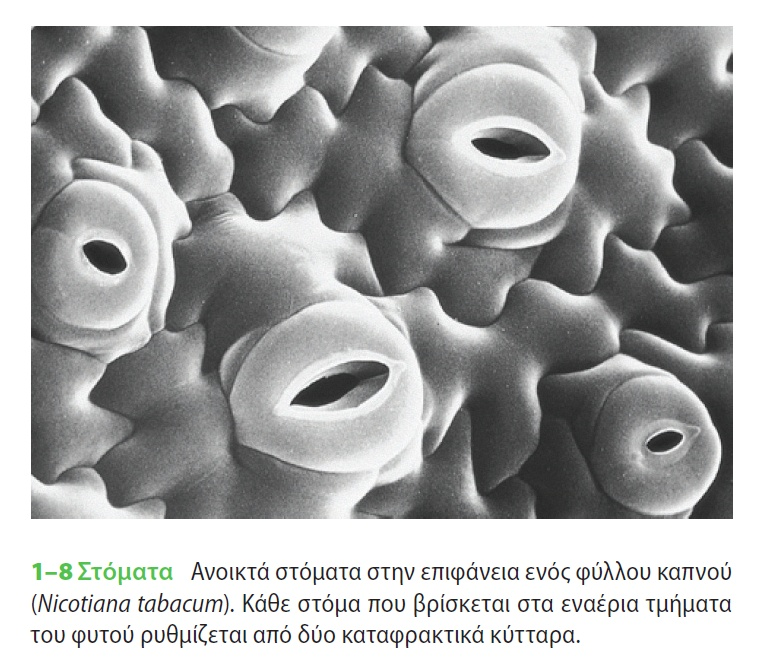 1–8 Στόματα Ανοικτά στόματα στην επιφάνεια ενός φύλλου καπνού
(Nicotiana tabacum). Κάθε στόμα που βρίσκεται στα εναέρια τμήματα
του φυτού ρυθμίζεται από δύο καταφρακτικά κύτταρα.